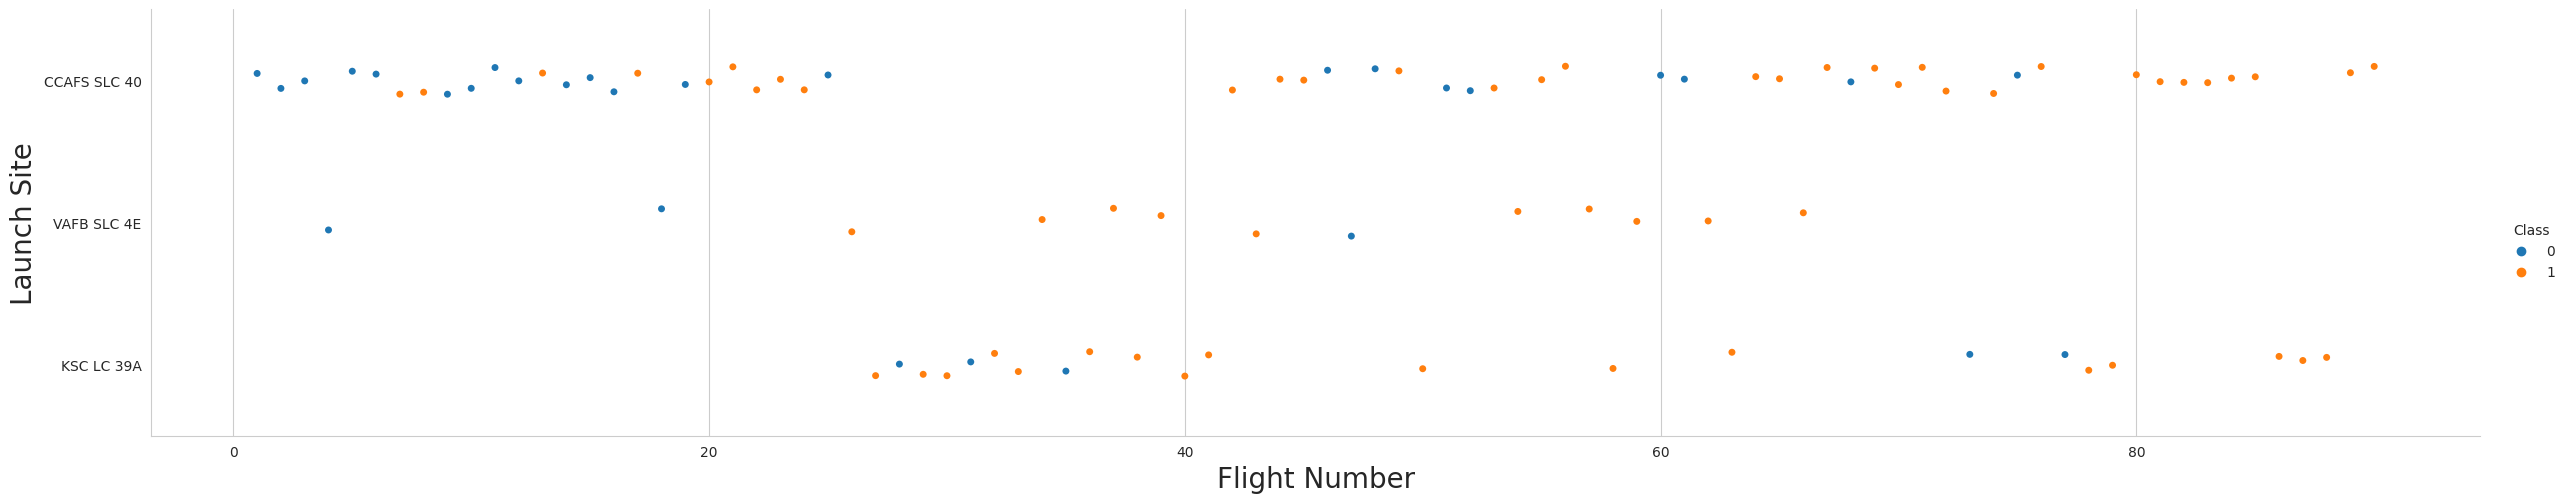 Launch Site
CCAFS SLC 40
VAFB SLC 4E
KSC LC 39A
0
20
40
60
80
Flight Number
Class
0
1